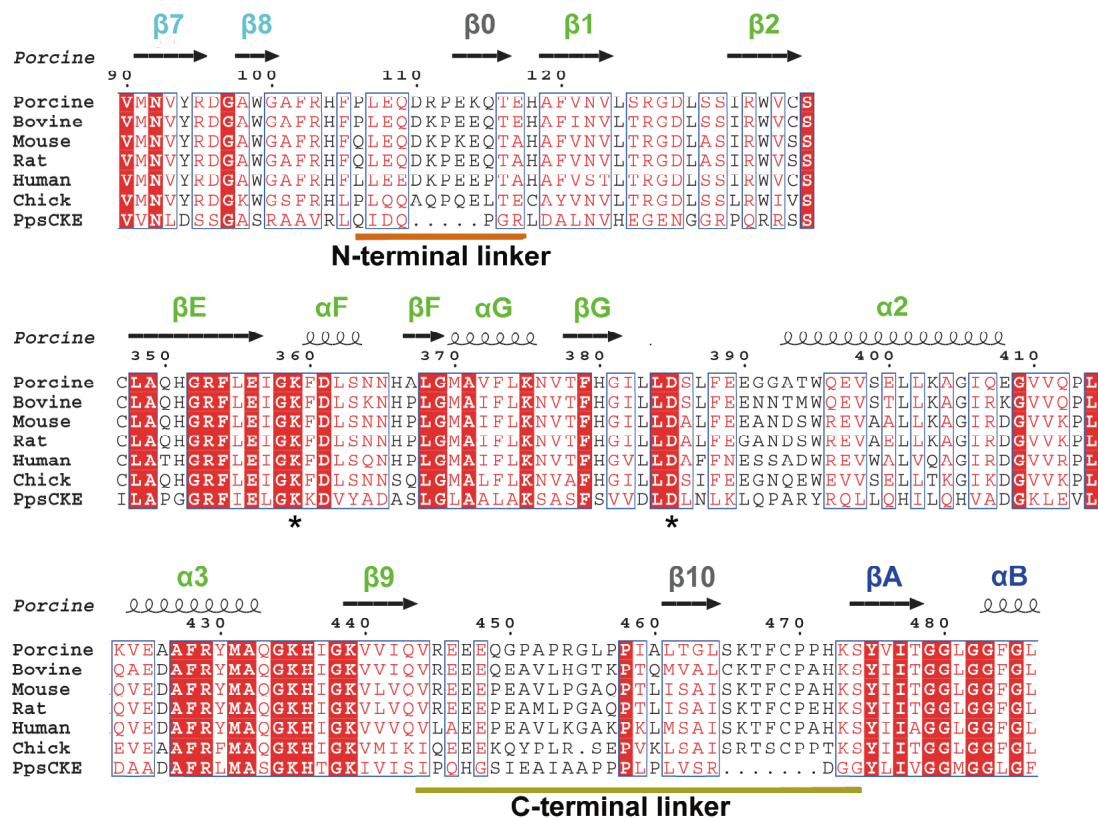 β7 β8 β0 β1 β2
Porcine
90 100 110 120
Porcine VMNVYRDGAWGAFRHFPLEQDRPEKQTEHAFVNVLSRGDLSSIRWVCS
Bovine VMNVYRDGAWGAFRHFPLEQDKPEEQTEHAFINVLTRGDLSSIRWVCS
Mouse VMNVYRDGAWGAFRHFQLEQDKPKEQTAHAFVNVLTRGDLASIRWVSS
Rat VMNVYRDGAWGAFRHFQLEQDKPKEQTAHAFVNVLTRGDLASIRWVSS
Human VMNVYRDGAWGAFRHFLLEEDKPEEPTAHAFVSTLTRGDLSSIRWVCS
Chick VMNVYRDGKWGSFRHFPLQQAQPQELTECAYVNVLTRGDLSSLRWIVS
PpsCKE VVNLDSSGASRAAVRLQIDQ.....PGRLDALNVHEGENGGRPQRRSS
N-terminal linker
βE αF βF αG βG α2
Porcine
350 360 370 380 390 400 410
Porcine CLAQHGRFLEIGKFDLSNNHALGMAVFLKNVTFHGILLDSLFEEGGATWQEVSELLKAGIQEGVVQPL
Bovine CLAQHGRFLEIGKFDLSKNHPLGMAIFLKNVTFHGILLDSLFEENNTMWQEVSTLLKAGIRKGVVQPL
Mouse CLAQHGRFLEIGKFDLSNNHPLGMAIFLKNVTFHGILLDALFEEANDSWREVAALLKAGIRDGVVKPL
Rat CLAQHGRFLEIGKFDLSNNHPLGMAIFLKNVTFHGILLDALFEGANDSWREVAELLKAGIRDGVVKPL
Human CLATHGRFLEIGKFDLSQNHPLGMAIFLKNVTFHGVLLDAFFNESSADWREVWALVQAGIRDGVVRPL
Chick CLAQHGRFLEIGKFDLSNNSQLGMALFLKNVAFHGILLDSIFEEGNQEWEVVSELLTKGIKDGVVKPL
PpsCKE ILAPGGRFIELGKKDVYADASLGLAALAKSASFSVVDLDLNLKLQPARYRQLLQHILQHVADGKLEVL
* *
α3 β9 β10 βA αB
Porcine
430 440 450 460 470 480
Porcine KVEAAFRYMAQGKHIGKVVIQVREEEQGPAPRGLPPIALTGLSKTFCPPHKSYVITGGLGGFGL
Bovine QAEDAFRYMAQGKHIGKVVIQVREEEPEAVLHGTKPTQMVALCKTFCPAHKSYIITGGLGGFGL
Mouse QVEDAFRYMAQGKHIGKVLVQVREEEPEAVLPGAQPTLISAISKTFCPAHKSYIITGGLGGFGL
Rat QVEDAFRYMAQGKHIGKVLVQVREEEPEAMLPGAQPTLISAISKTFCPEHKSYIITGGLGGFGL
Human QVEDAFRYMAQGKHIGKVVVQVLAEEPEAVLKGAKPKLMSAISKTFCPAHKSYIIAGGLGGFGL
Chick EVEAAFRFMAQGKHIGKVMIKIQEEEKQYPLR.SEPVKLSAISRTSCPPTKSYIITGGLGGFGL
PpsCKE DAADAFRLMASGKHTGKIVISIPQHGSIEAIAAPPPLPLVSR.......DGGYLIVGGMGGLGF
C-terminal linker